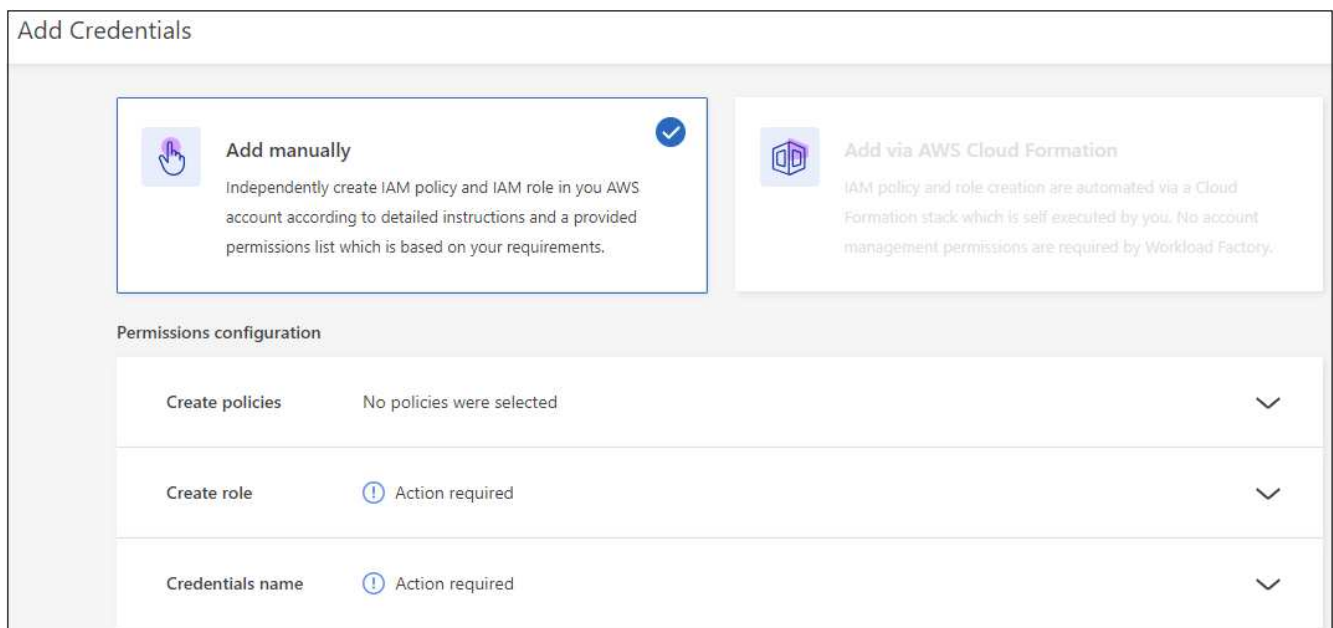 Add Credentials
Add manually
Independently create IAM policy and IAM role in you AWS
account according to detailed instructions and a provided
permissions list which is based on your requirements.
Add via AWS Cloud Formation
IAM policy and role creation are automated via a Cloud
Formation stack which is self executed by you. No account
management permissions are required by Workload Factory.
Permissions configuration
Create policies No policies were selected
Create role Action required
Credentials name Action required